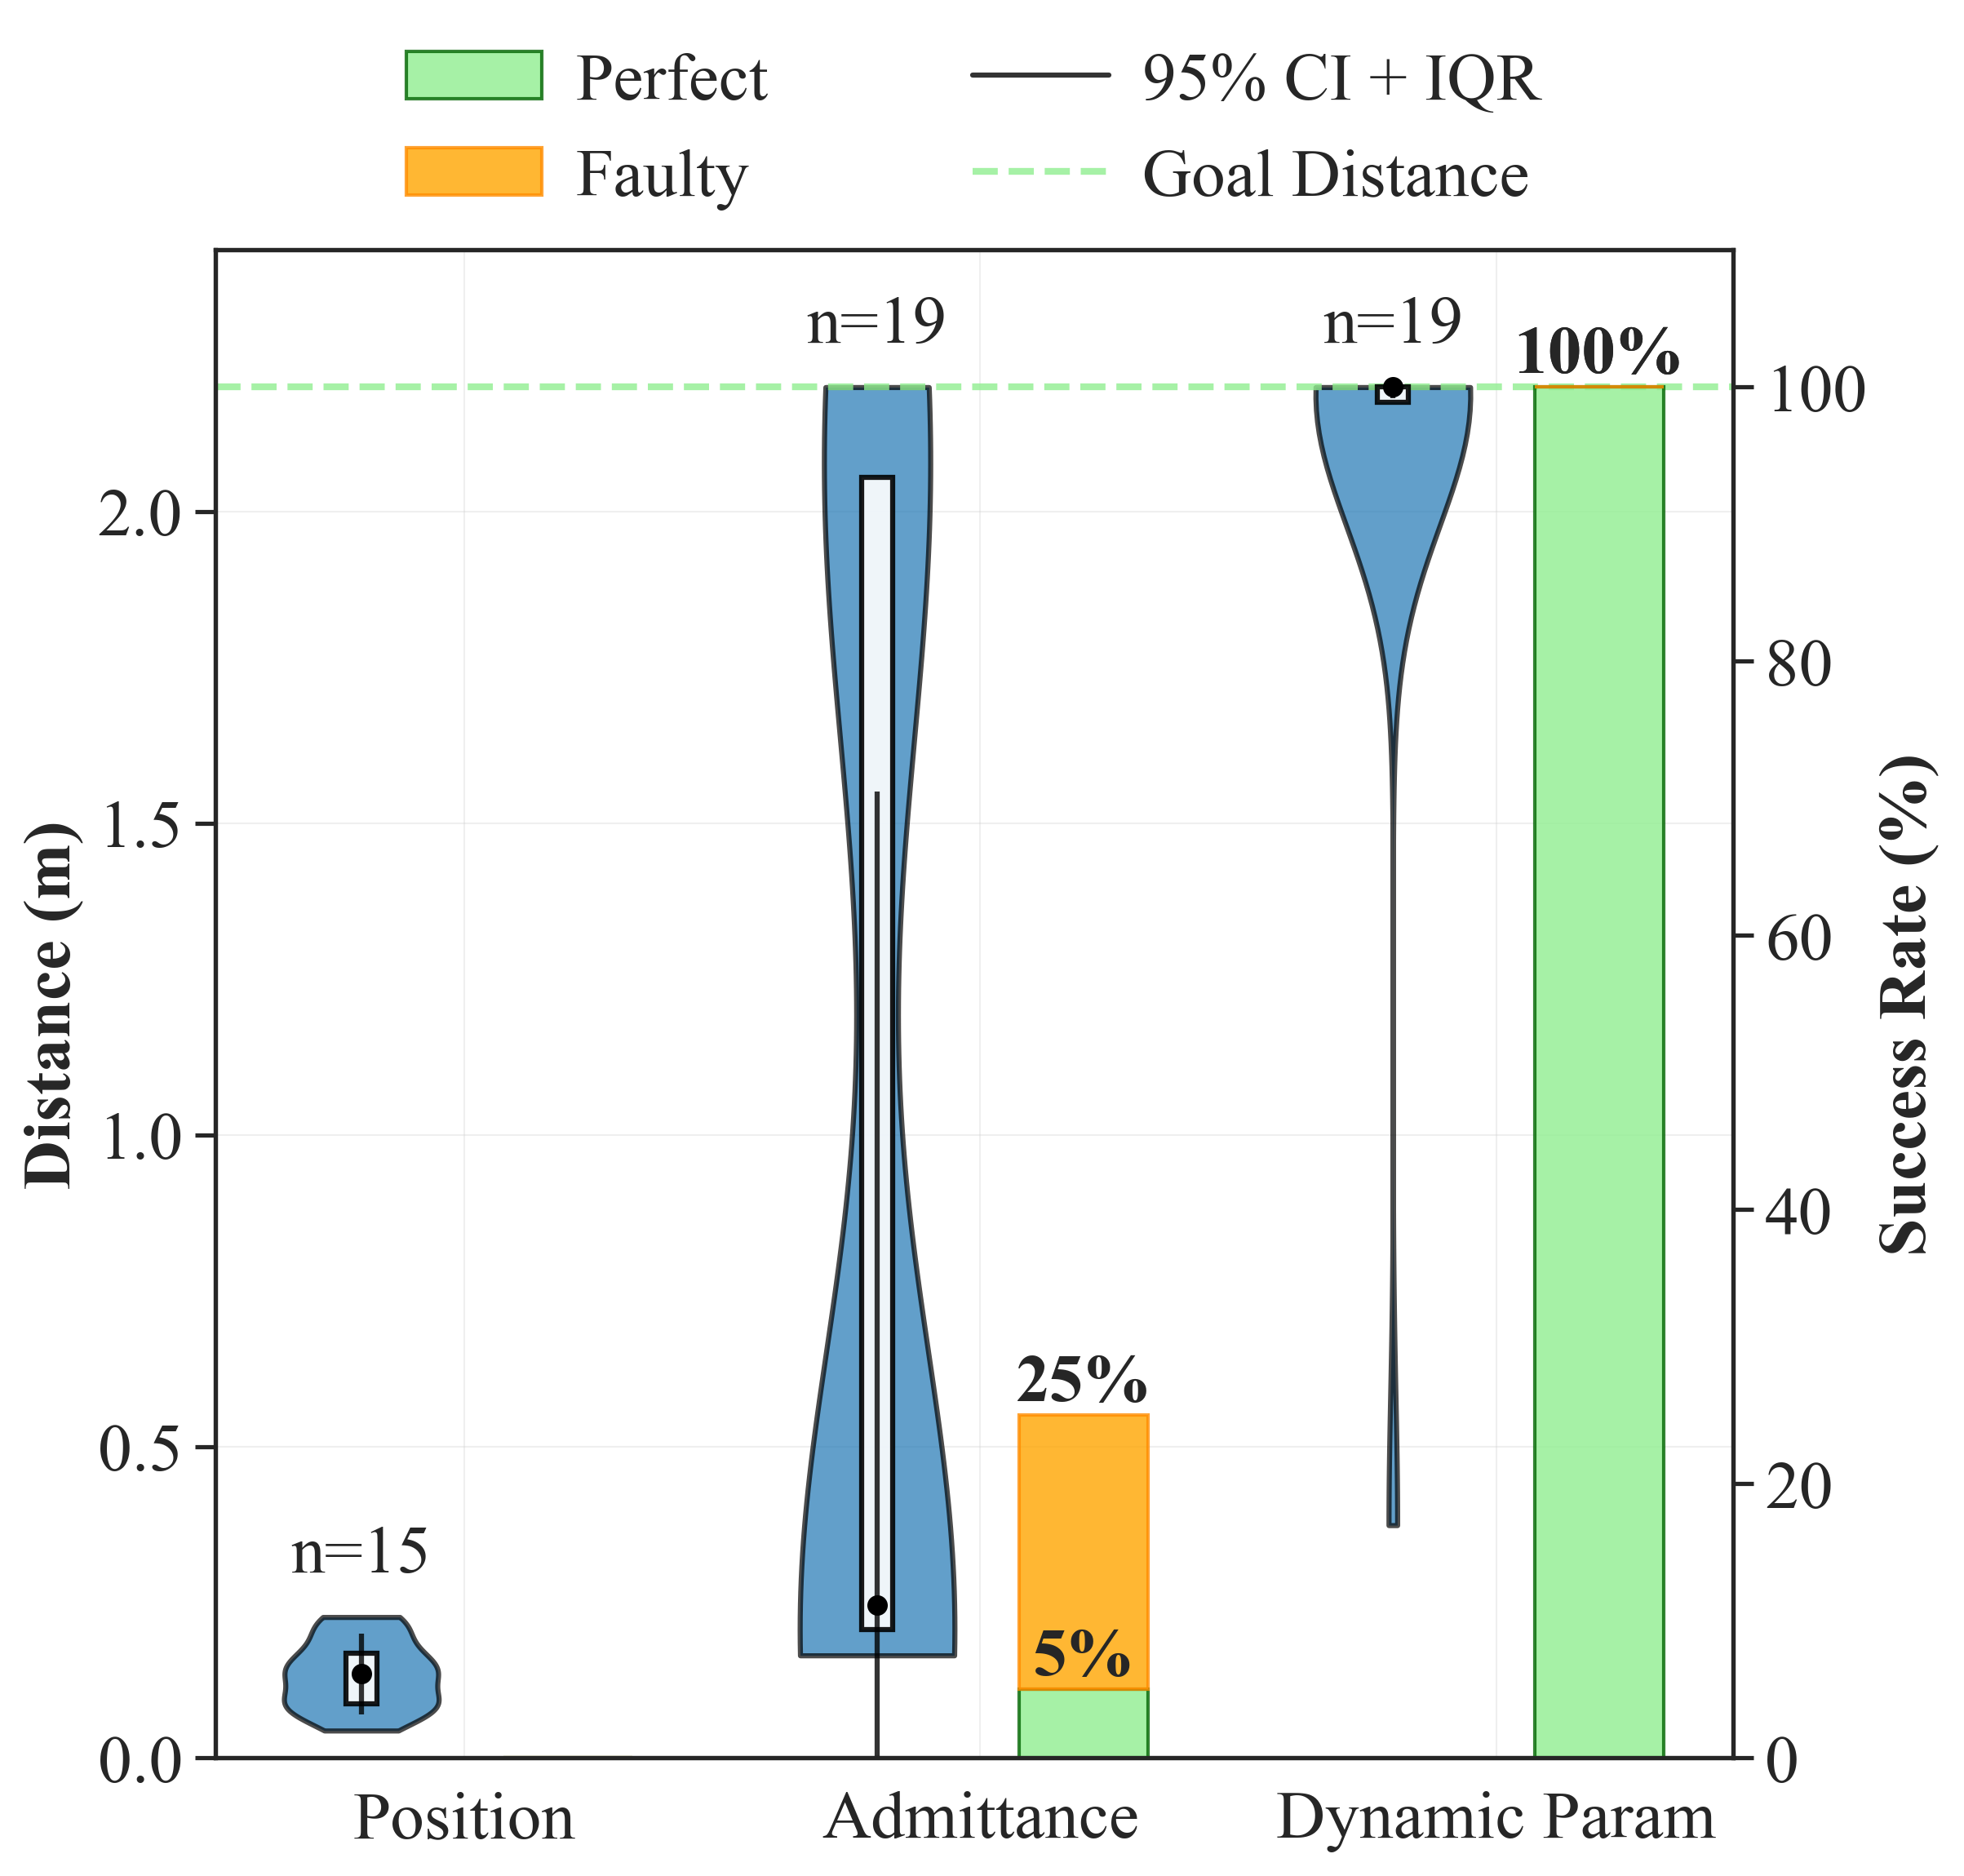 Perfect
Faulty
95% CI + IQR
Goal Distance
n=19
n=19
100%
n=15
25%
5%
Distance (m)
2.0
1.5
1.0
0.5
0.0
Success Rate (%)
100
80
60
40
20
0
Position
Admittance
Dynamic Param